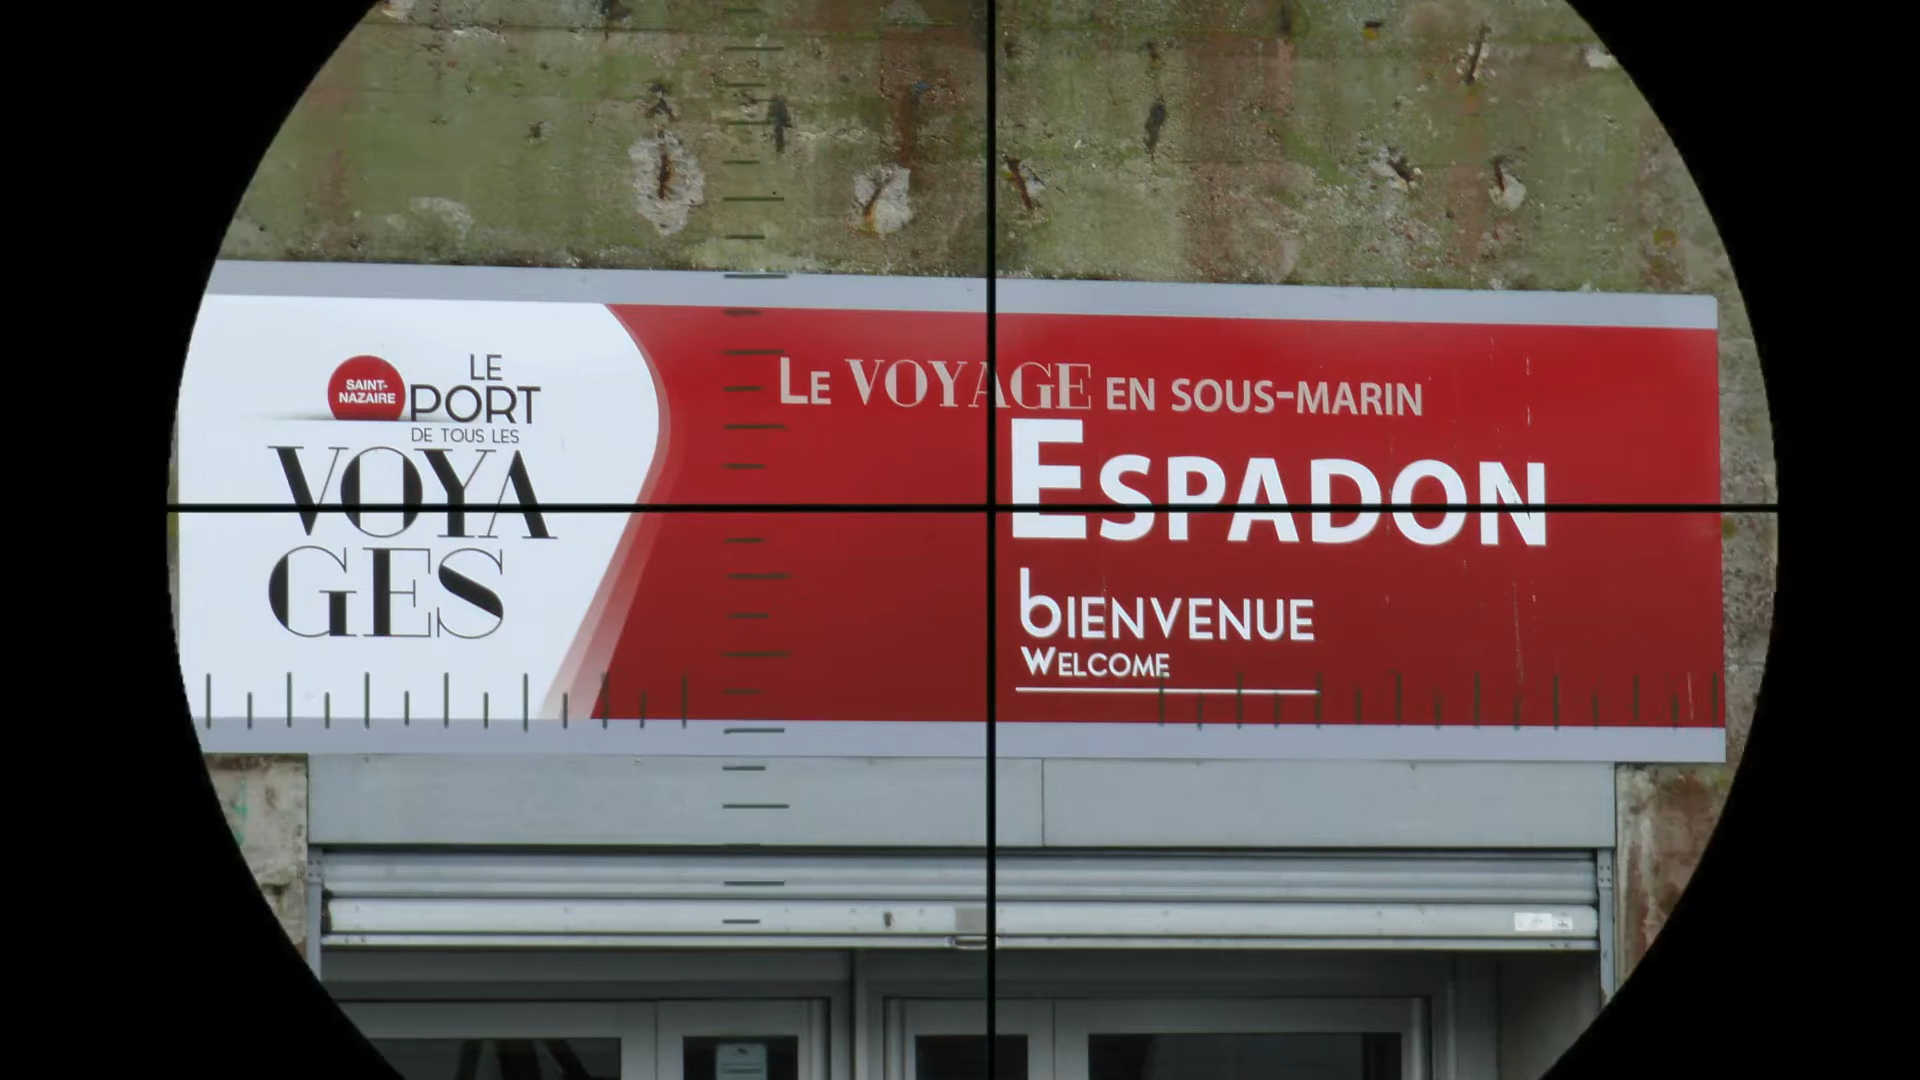 SAINT-
NAZAIRE
LE
PORT
DE TOUS LES
VOYA
GES
LE VOYAGE EN SOUS-MARIN
ESPADON
bIENVENUE
WELCOME